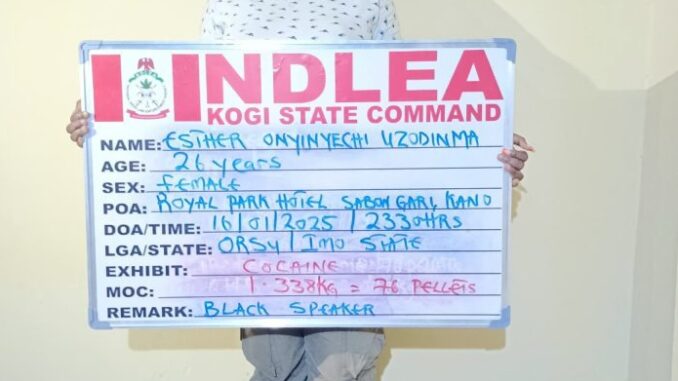 NDLEA
KOGI STATE COMMAND
NAME: ESTHER ONYINYECHI UZODINMA
AGE: 26 years
SEX: FEMALE
POA: ROYAL PARK HOTEL SABON GARI, KANO
DOA/TIME: 16/01/2025 / 2330HRS
LGA/STATE: ORSU / IMO STATE
EXHIBIT: COCAINE
MOC: 1.338KG = 76 PELLETS
REMARK: BLACK SPEAKER